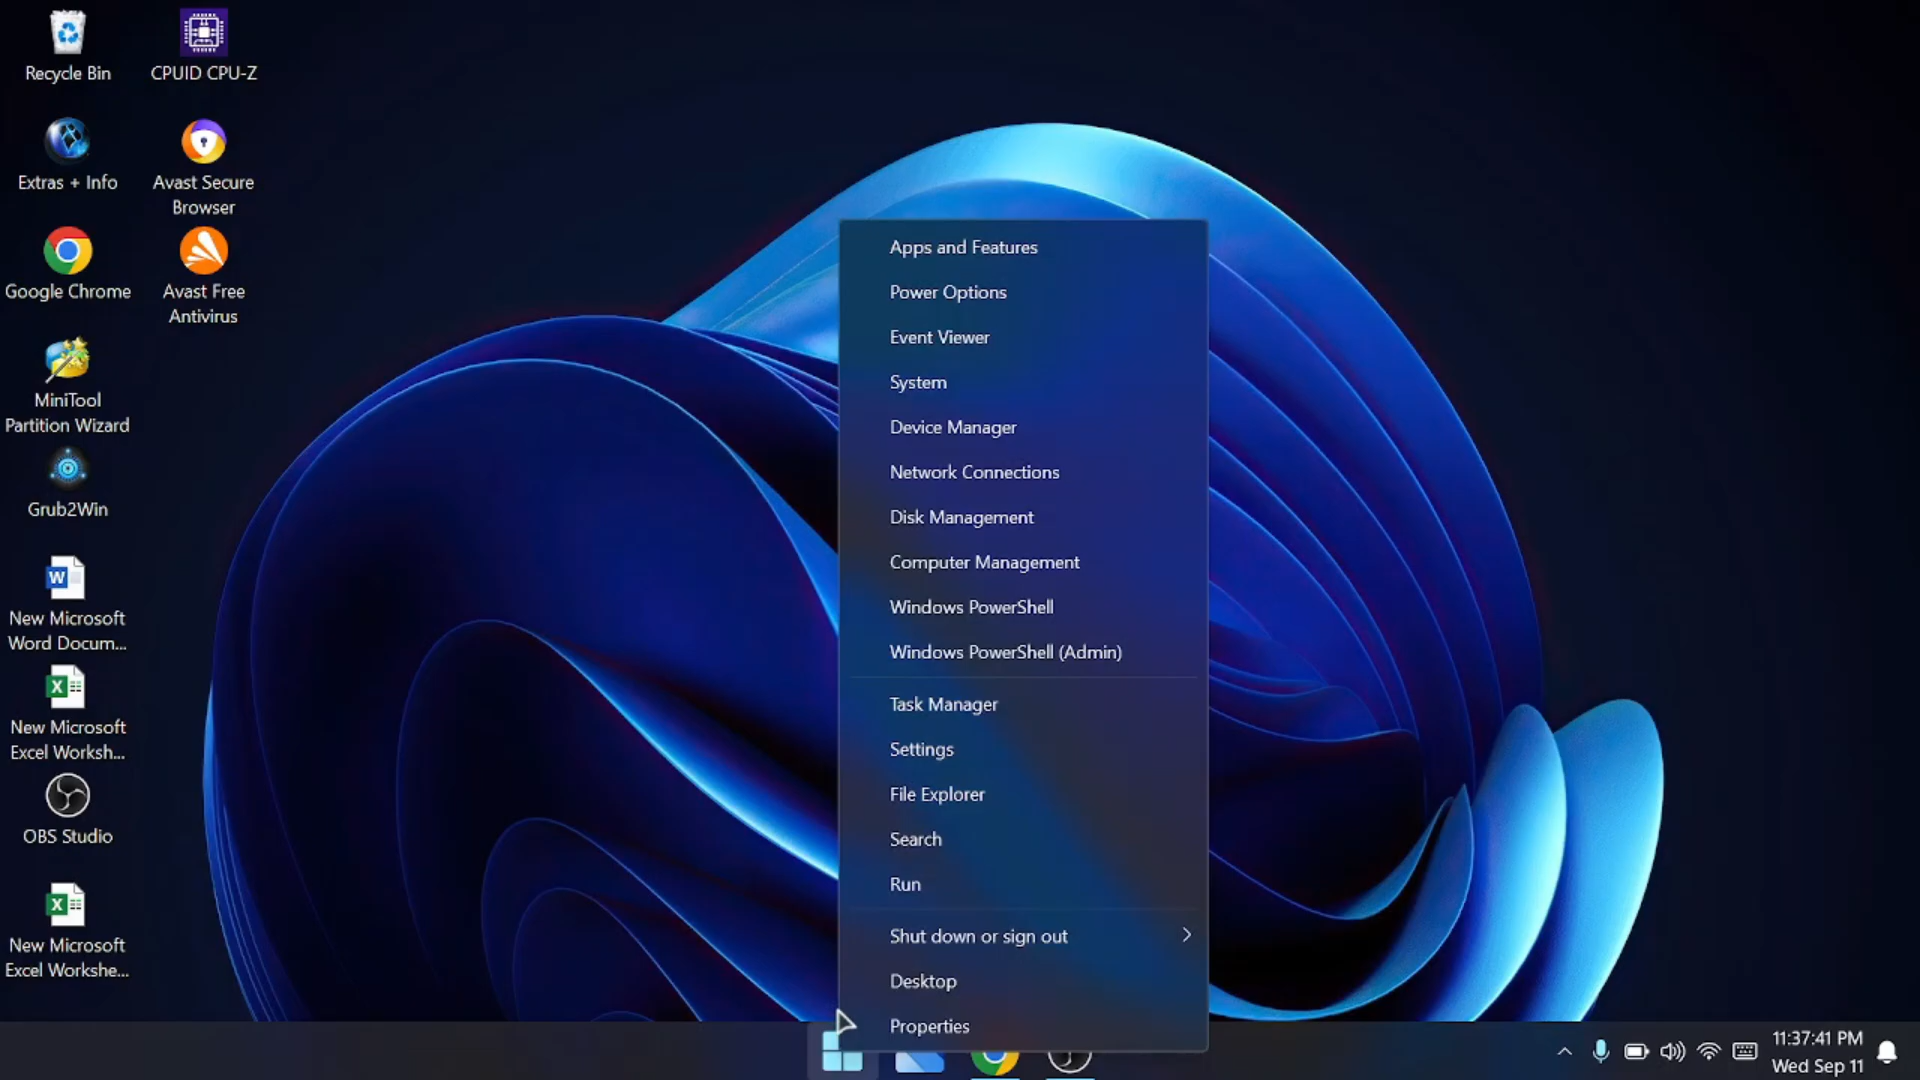 Recycle Bin
CPUID CPU-Z
Extras + Info
Avast Secure
Browser
Google Chrome
Avast Free
Antivirus
MiniTool
Partition Wizard
Grub2Win
New Microsoft
Word Docum...
New Microsoft
Excel Worksh...
OBS Studio
New Microsoft
Excel Workshe...
Apps and Features
Power Options
Event Viewer
System
Device Manager
Network Connections
Disk Management
Computer Management
Windows PowerShell
Windows PowerShell (Admin)
Task Manager
Settings
File Explorer
Search
Run
Shut down or sign out
Desktop
Properties
11:37:41 PM
Wed Sep 11